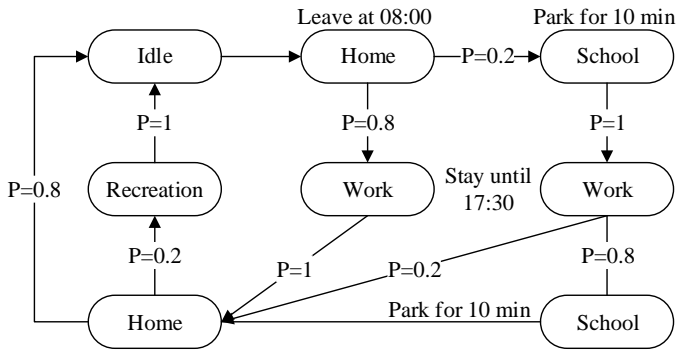 Leave at 08:00
Park for 10 min
Idle
Home
P=0.2
School
P=1
P=0.8
P=1
P=0.8
Recreation
Work
Stay until
17:30
Work
P=0.2
P=1
P=0.2
P=0.8
Home
Park for 10 min
School